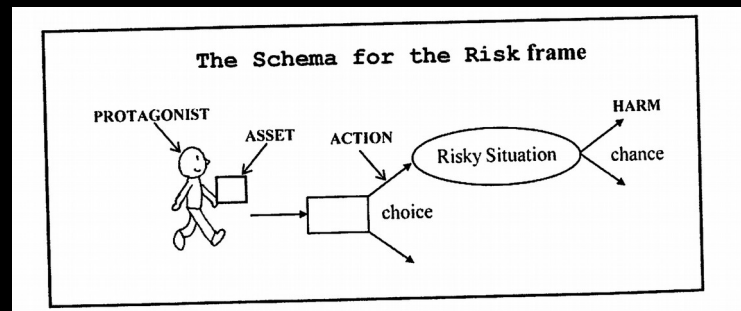 The Schema for the Risk frame
PROTAGONIST
ASSET
ACTION
HARM
Risky Situation
chance
choice